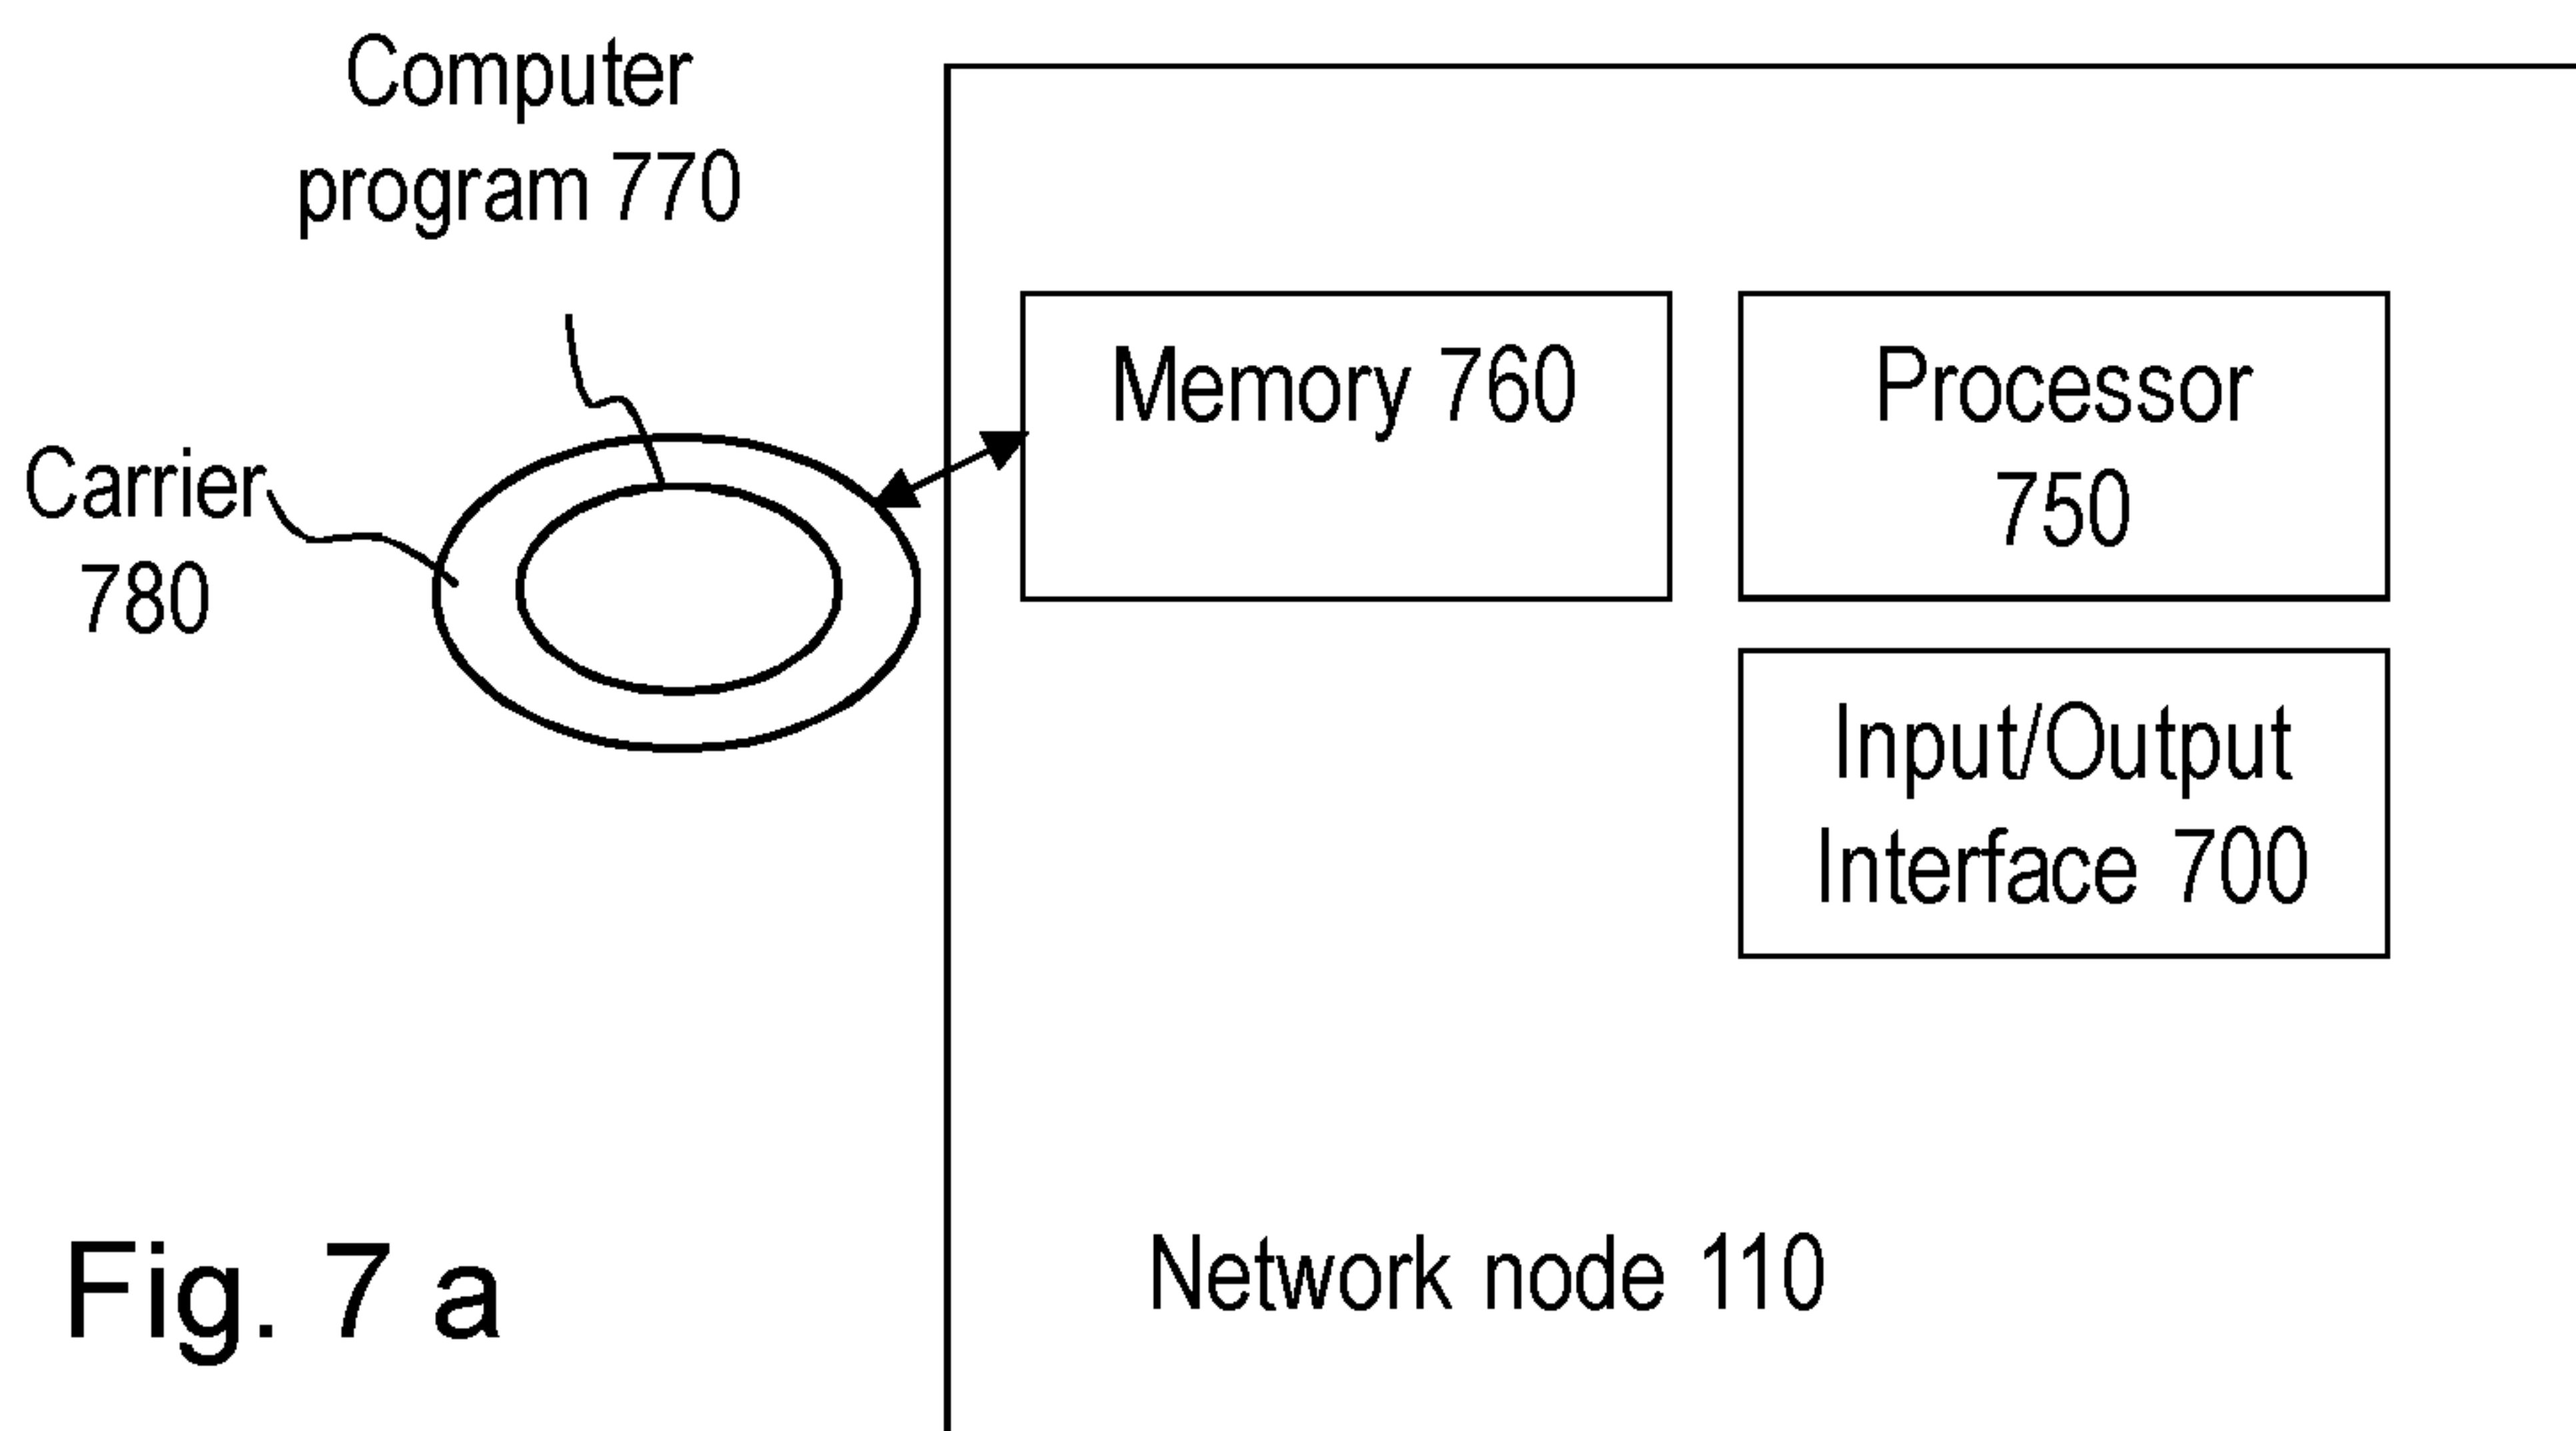 Computer
program 770
Carrier
780
Memory 760
Processor
750
Input/Output
Interface 700
Network node 110
Fig. 7 a